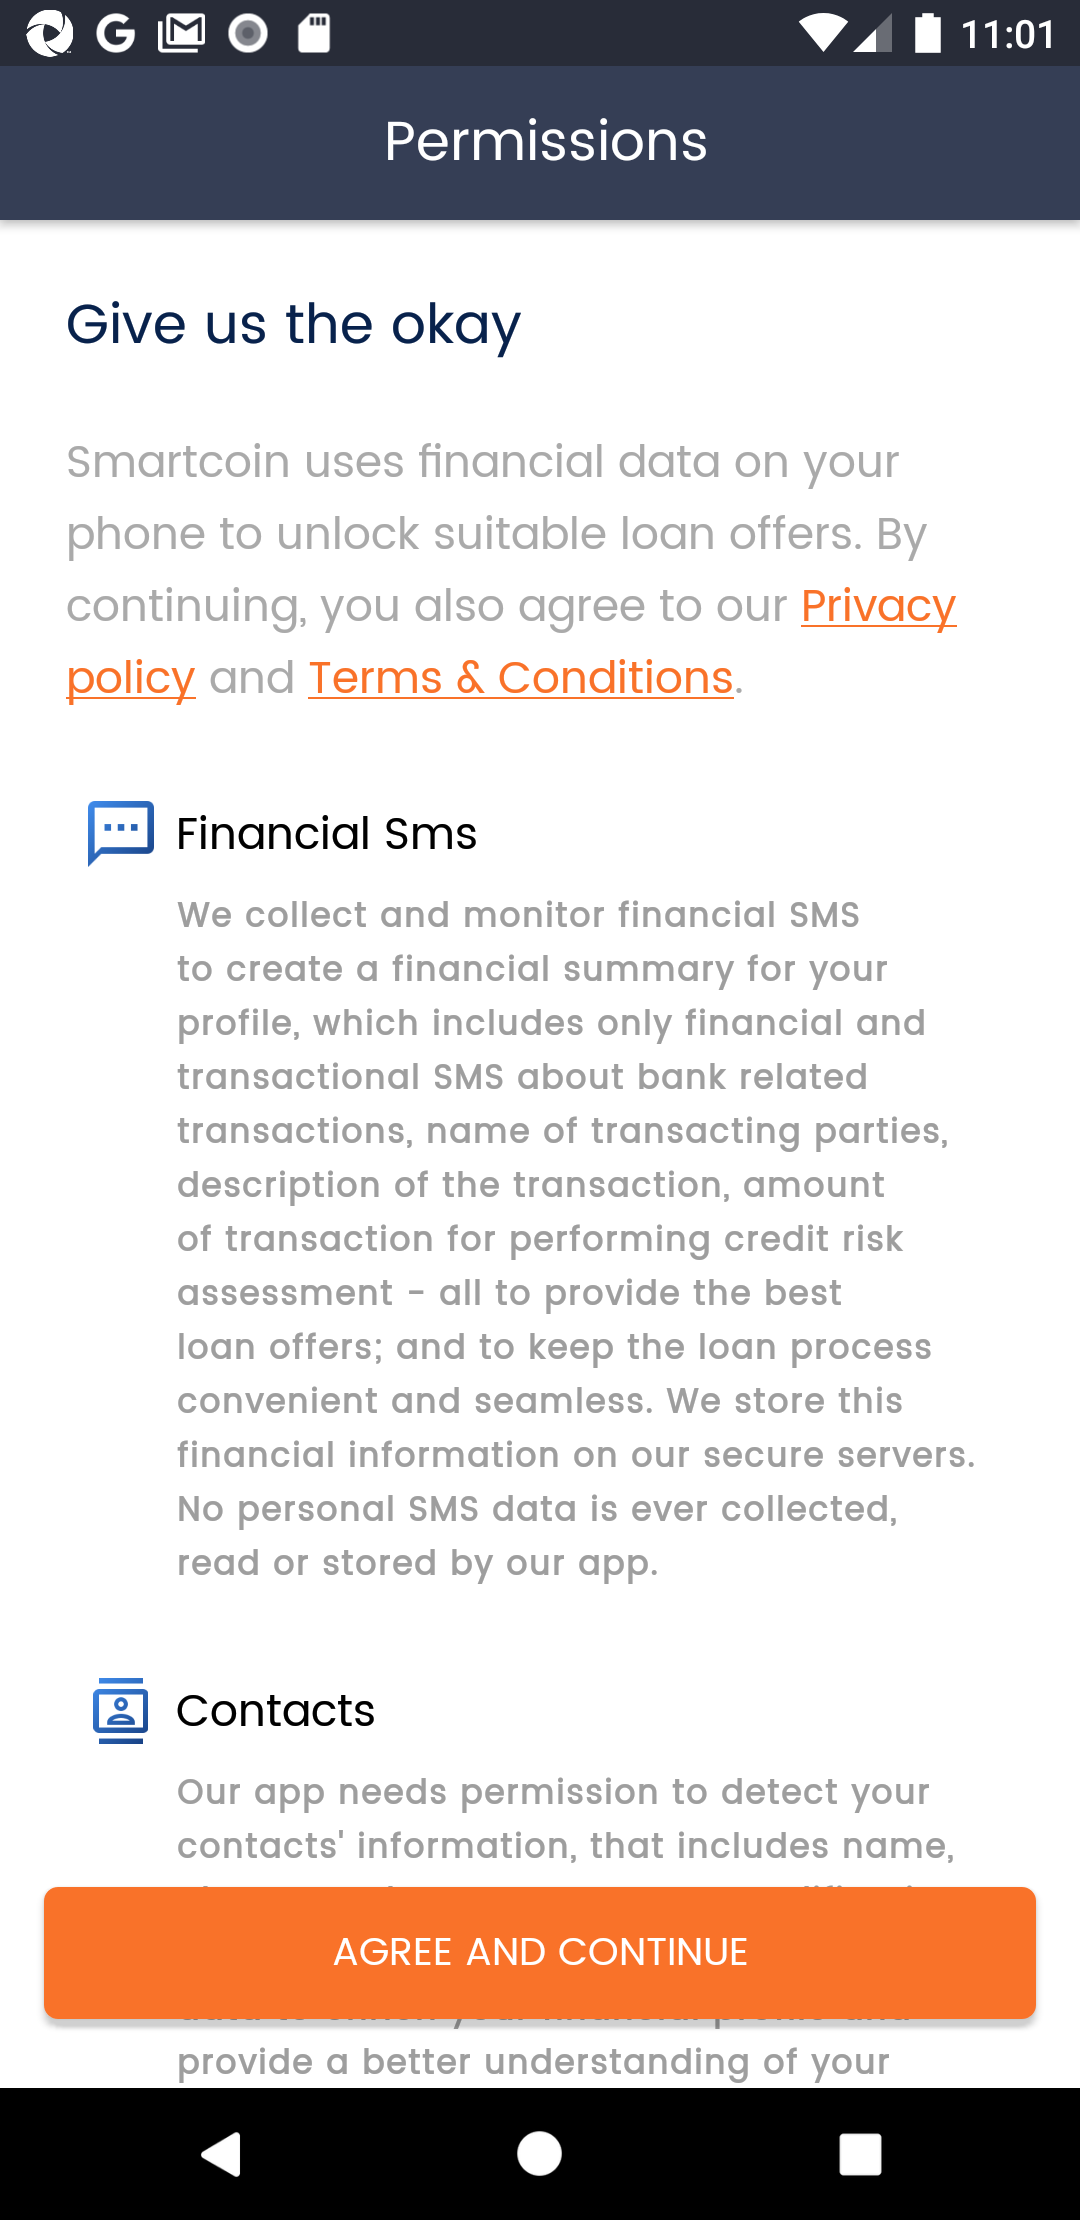 11:01
Permissions
Give us the okay
Smartcoin uses financial data on your
phone to unlock suitable loan offers. By
continuing, you also agree to our Privacy
policy and Terms & Conditions.
Financial Sms
We collect and monitor financial SMS
to create a financial summary for your
profile, which includes only financial and
transactional SMS about bank related
transactions, name of transacting parties,
description of the transaction, amount
of transaction for performing credit risk
assessment - all to provide the best
loan offers; and to keep the loan process
convenient and seamless. We store this
financial information on our secure servers.
No personal SMS data is ever collected,
read or stored by our app.
Contacts
Our app needs permission to detect your
contacts' information, that includes name,
AGREE AND CONTINUE
provide a better understanding of your